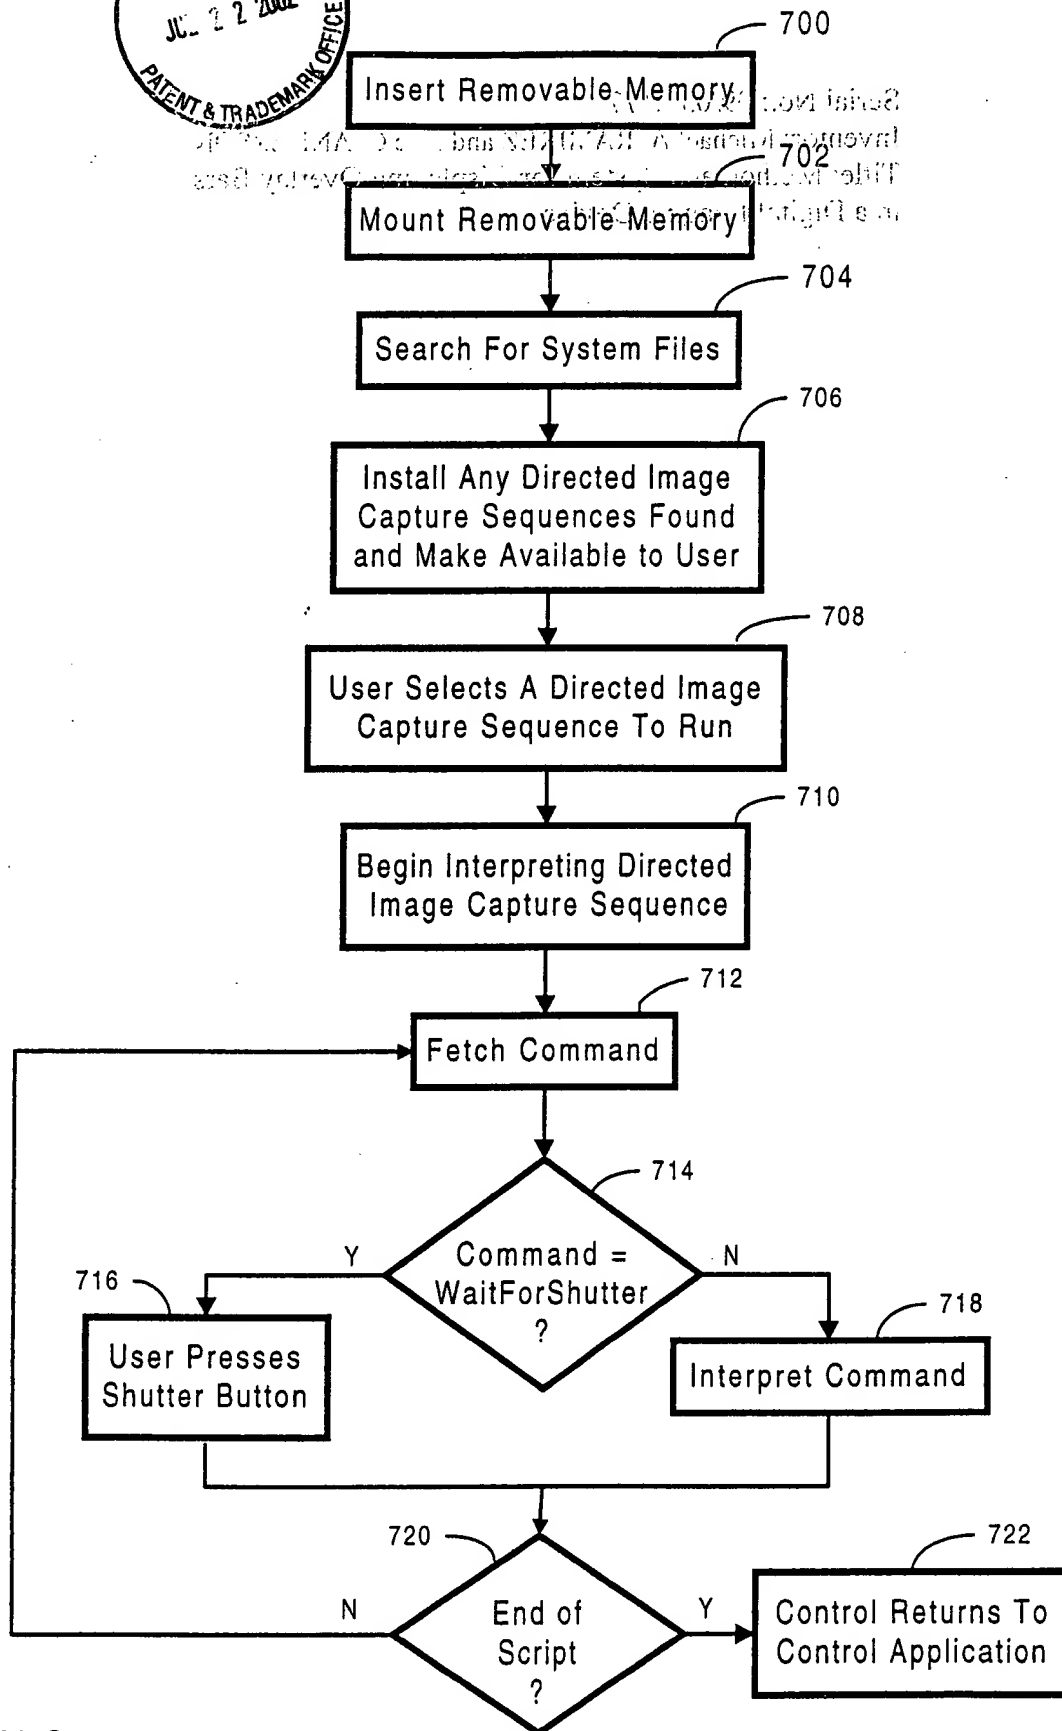 2 2 2002
PATENT & TRADEMARK OFFICE
700
Insert Removable Memory
702
Mount Removable Memory
704
Search For System Files
706
Install Any Directed Image
Capture Sequences Found
and Make Available to User
708
User Selects A Directed Image
Capture Sequence To Run
710
Begin Interpreting Directed
Image Capture Sequence
712
Fetch Command
714
Command =
WaitForShutter
?
Y
N
716
User Presses
Shutter Button
718
Interpret Command
720
End of
Script
?
N
Y
722
Control Returns To
Control Application